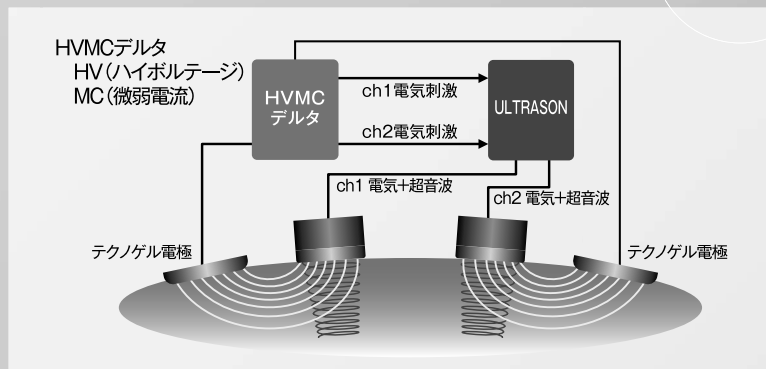 HVMCデルタ
HV(ハイボルテージ)
MC(微弱電流)
HVMC
デルタ
ch1電気刺激
ch2電気刺激
ULTRASON
ch1 電気+超音波
ch2 電気+超音波
テクノゲル電極
テクノゲル電極